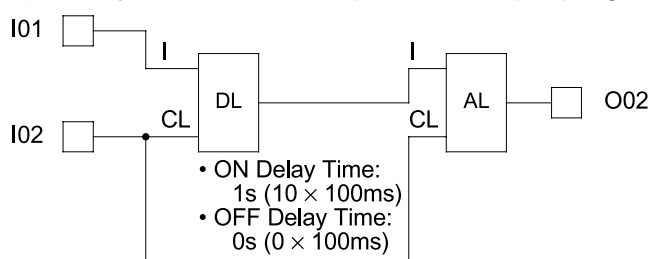 I01
I
I
DL
AL
O02
I02
CL
CL
• ON Delay Time:
1s (10 × 100ms)
• OFF Delay Time:
0s (0 × 100ms)